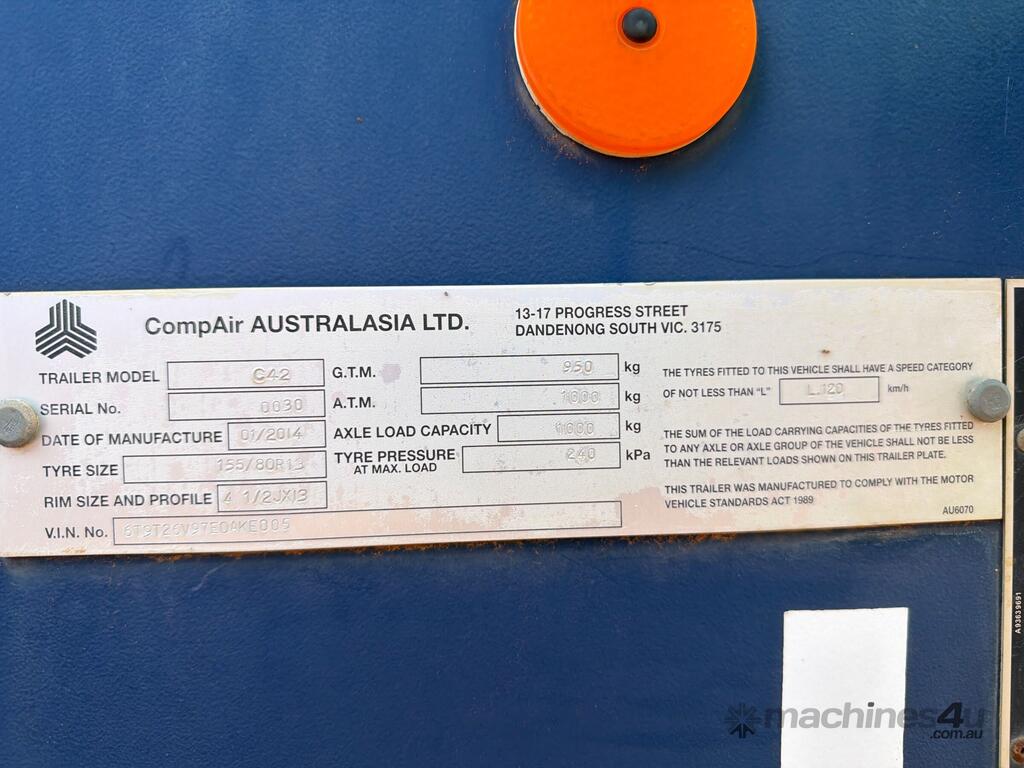 CompAir AUSTRALASIA LTD.
13-17 PROGRESS STREET
DANDENONG SOUTH VIC. 3175
TRAILER MODEL C42
SERIAL No. 0030
DATE OF MANUFACTURE 01/2014
TYRE SIZE 155/80R13
RIM SIZE AND PROFILE 4 1/2JX13
V.I.N. No. 6T9T26V97E0AKE005
G.T.M. 950 kg
A.T.M. 1000 kg
AXLE LOAD CAPACITY 1000 kg
TYRE PRESSURE 240 kPa
AT MAX. LOAD
THE TYRES FITTED TO THIS VEHICLE SHALL HAVE A SPEED CATEGORY
OF NOT LESS THAN "L" L.120 km/h
THE SUM OF THE LOAD CARRYING CAPACITIES OF THE TYRES FITTED
TO ANY AXLE OR AXLE GROUP OF THE VEHICLE SHALL NOT BE LESS
THAN THE RELEVANT LOADS SHOWN ON THIS TRAILER PLATE.
THIS TRAILER WAS MANUFACTURED TO COMPLY WITH THE MOTOR
VEHICLE STANDARDS ACT 1989
AU6070
A93639691
machines4u
.com.au